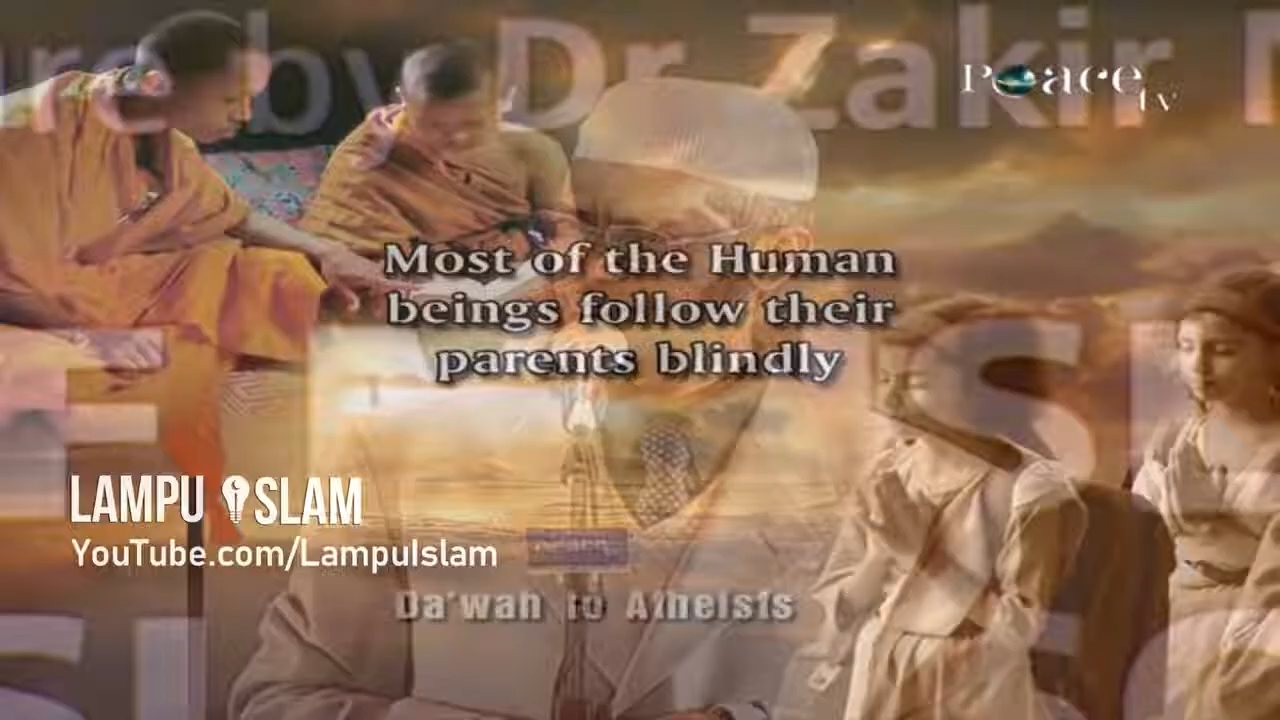 by Dr Zakir
Peace tv
Most of the Human
beings follow their
parents blindly
LAMPU ISLAM
YouTube.com/LampuIslam
Da'wah to Atheists